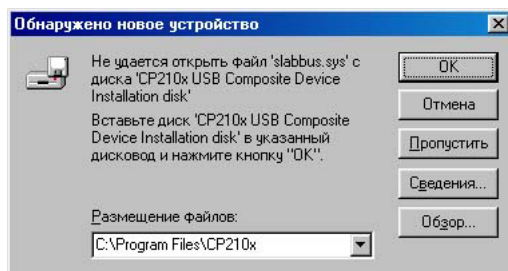 Обнаружено новое устройство
Не удается открыть файл 'slabbus.sys' с
диска 'CP210x USB Composite Device
Installation disk'
Вставьте диск 'CP210x USB Composite
Device Installation disk' в указанный
дисковод и нажмите кнопку "OK".
Размещение файлов:
C:\Program Files\CP210x
OK
Отмена
Пропустить
Сведения...
Обзор...